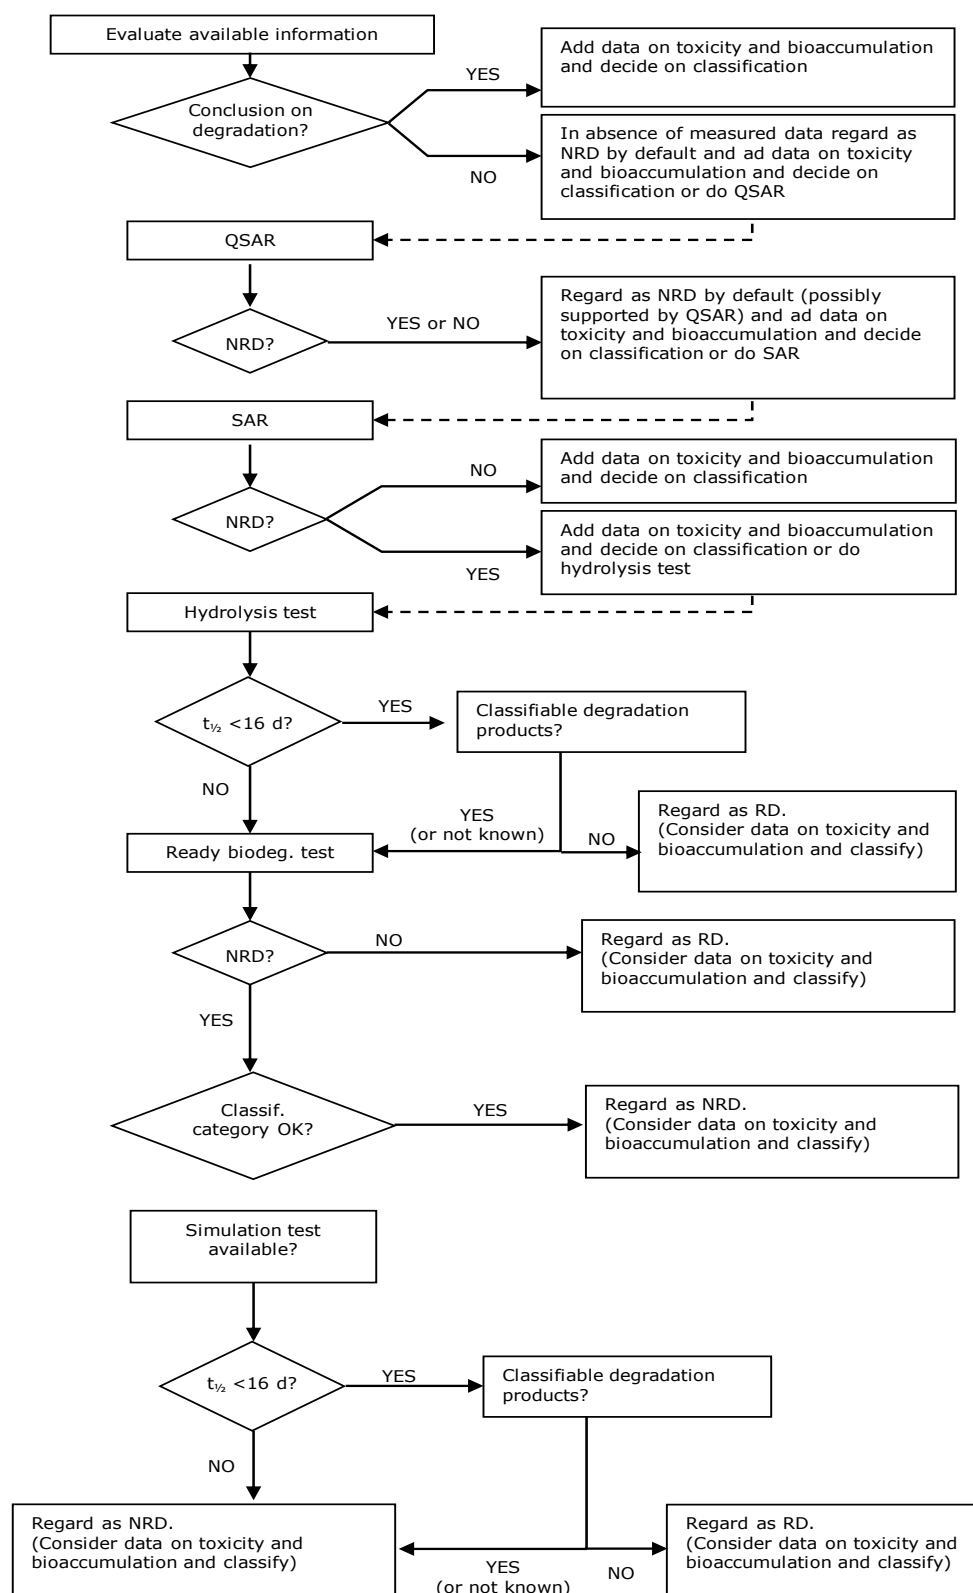 Evaluate available information
Conclusion on
degradation?
YES
Add data on toxicity and bioaccumulation
and decide on classification
NO
In absence of measured data regard as
NRD by default and ad data on toxicity
and bioaccumulation and decide on
classification or do QSAR
QSAR
NRD?
YES or NO
Regard as NRD by default (possibly
supported by QSAR) and ad data on
toxicity and bioaccumulation and decide
on classification or do SAR
SAR
NRD?
NO
Add data on toxicity and bioaccumulation
and decide on classification
YES
Add data on toxicity and bioaccumulation
and decide on classification or do
hydrolysis test
Hydrolysis test
t½ <16 d?
YES
Classifiable degradation
products?
NO
YES
(or not known)
NO
Regard as RD.
(Consider data on toxicity and
bioaccumulation and classify)
Ready biodeg. test
NRD?
NO
Regard as RD.
(Consider data on toxicity and
bioaccumulation and classify)
YES
Classif.
category OK?
YES
Regard as NRD.
(Consider data on toxicity and
bioaccumulation and classify)
Simulation test
available?
t½ <16 d?
YES
Classifiable degradation
products?
NO
Regard as NRD.
(Consider data on toxicity and
bioaccumulation and classify)
YES
(or not known)
NO
Regard as RD.
(Consider data on toxicity and
bioaccumulation and classify)